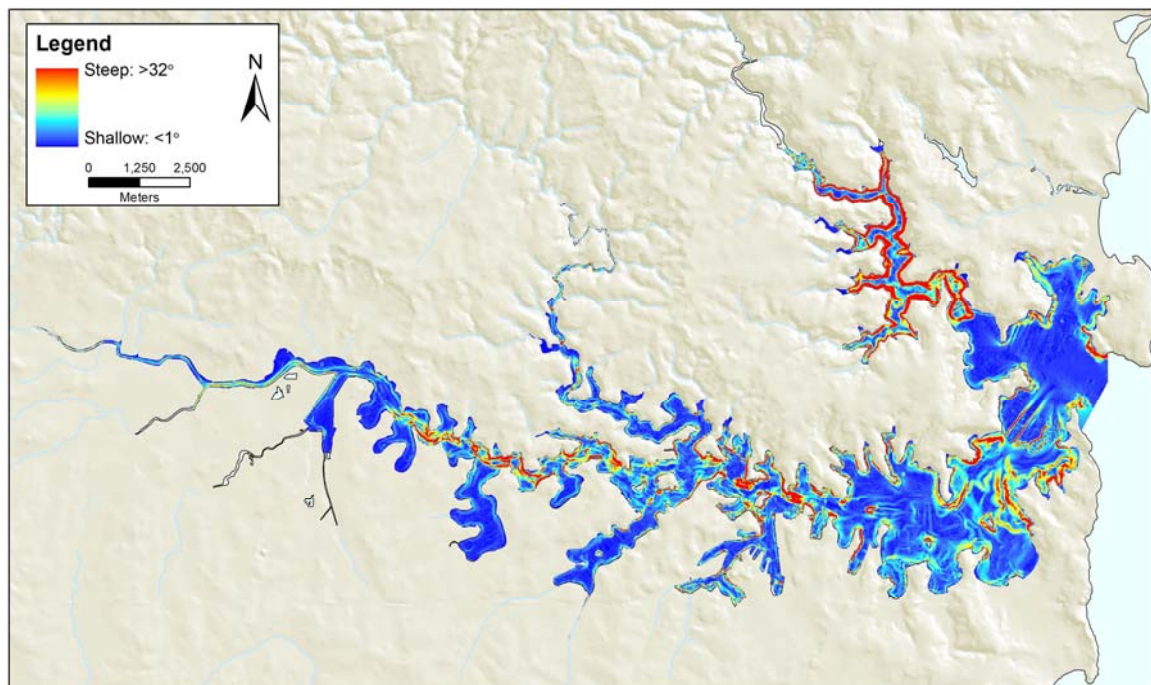 Legend
Steep: >32°
Shallow: <1°
N
0 1,250 2,500
Meters